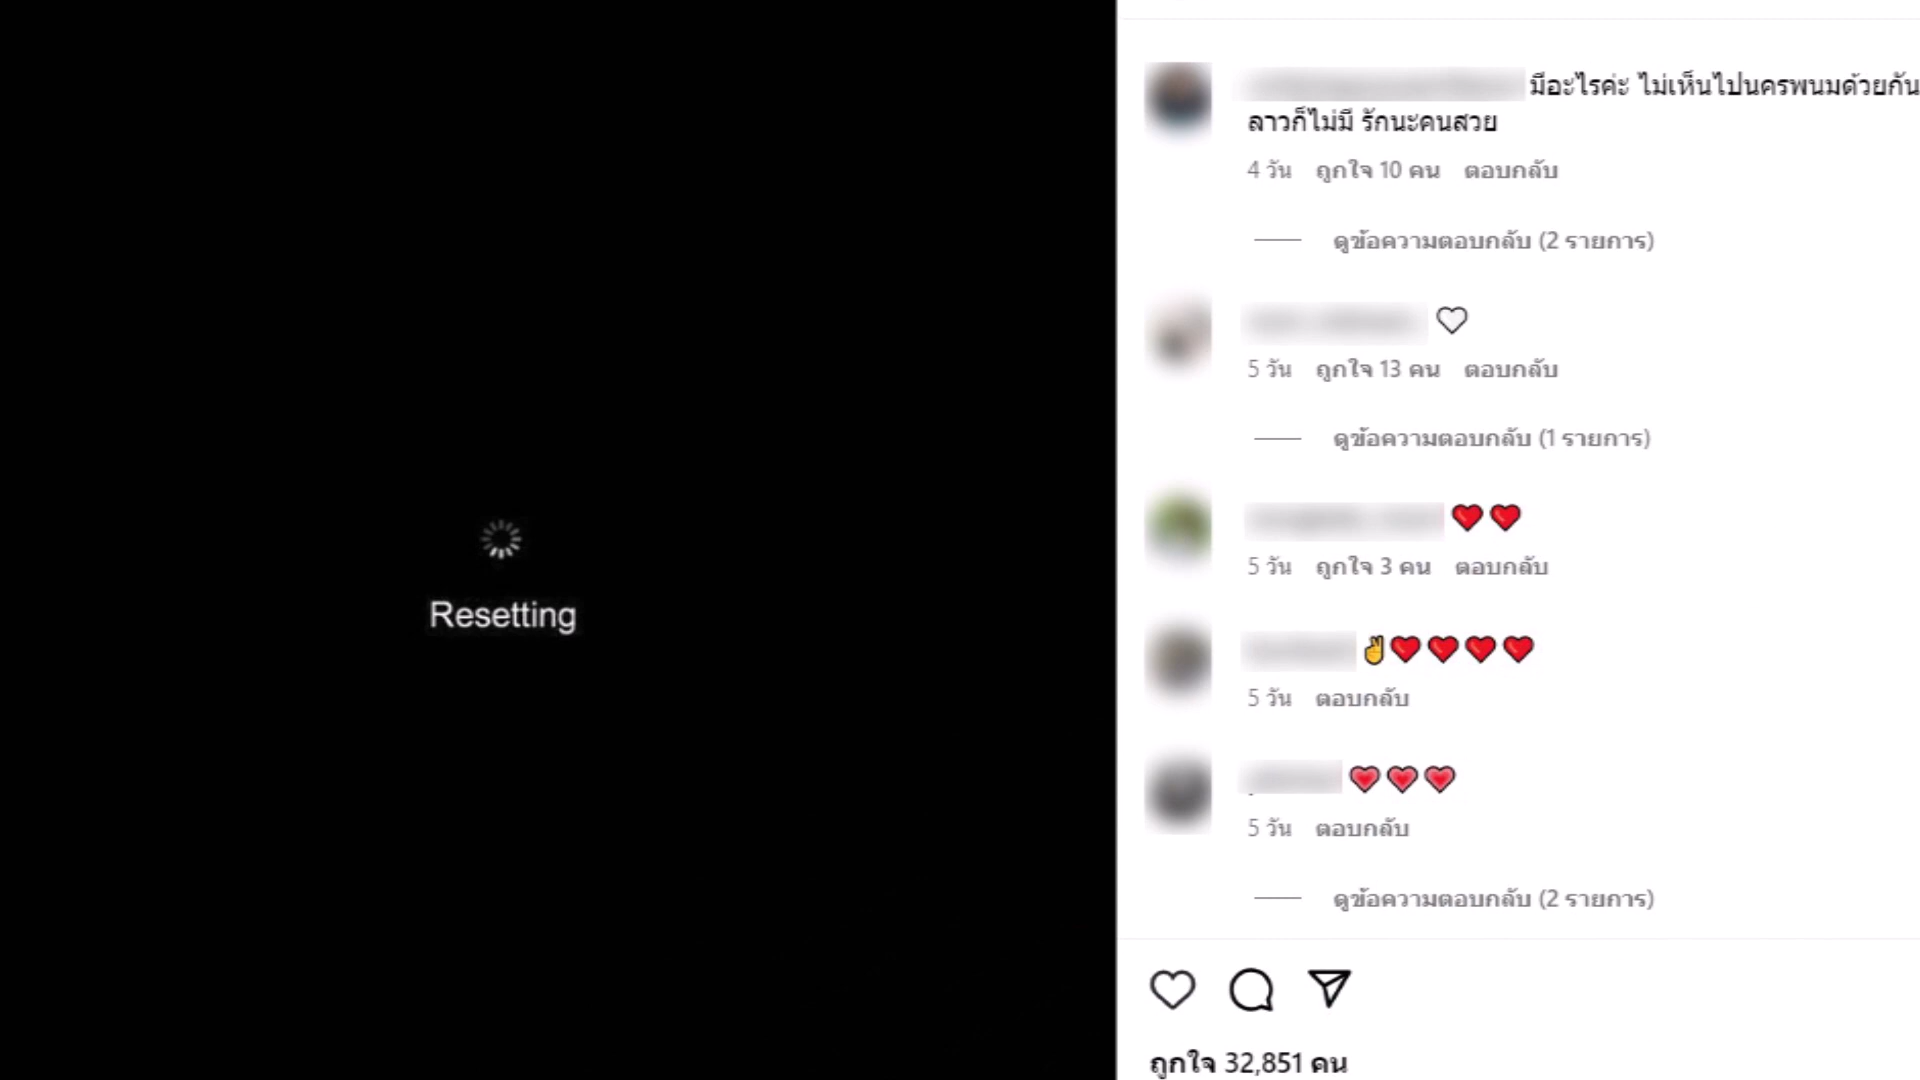 Resetting
มีอะไรค่ะ ไม่เห็นไปนครพนมด้วยกัน
ลาวก็ไม่มี รักนะคนสวย
4 วัน ถูกใจ 10 คน ตอบกลับ
ดูข้อความตอบกลับ (2 รายการ)
5 วัน ถูกใจ 13 คน ตอบกลับ
ดูข้อความตอบกลับ (1 รายการ)
5 วัน ถูกใจ 3 คน ตอบกลับ
5 วัน ตอบกลับ
5 วัน ตอบกลับ
ดูข้อความตอบกลับ (2 รายการ)
ถูกใจ 32,851 คน